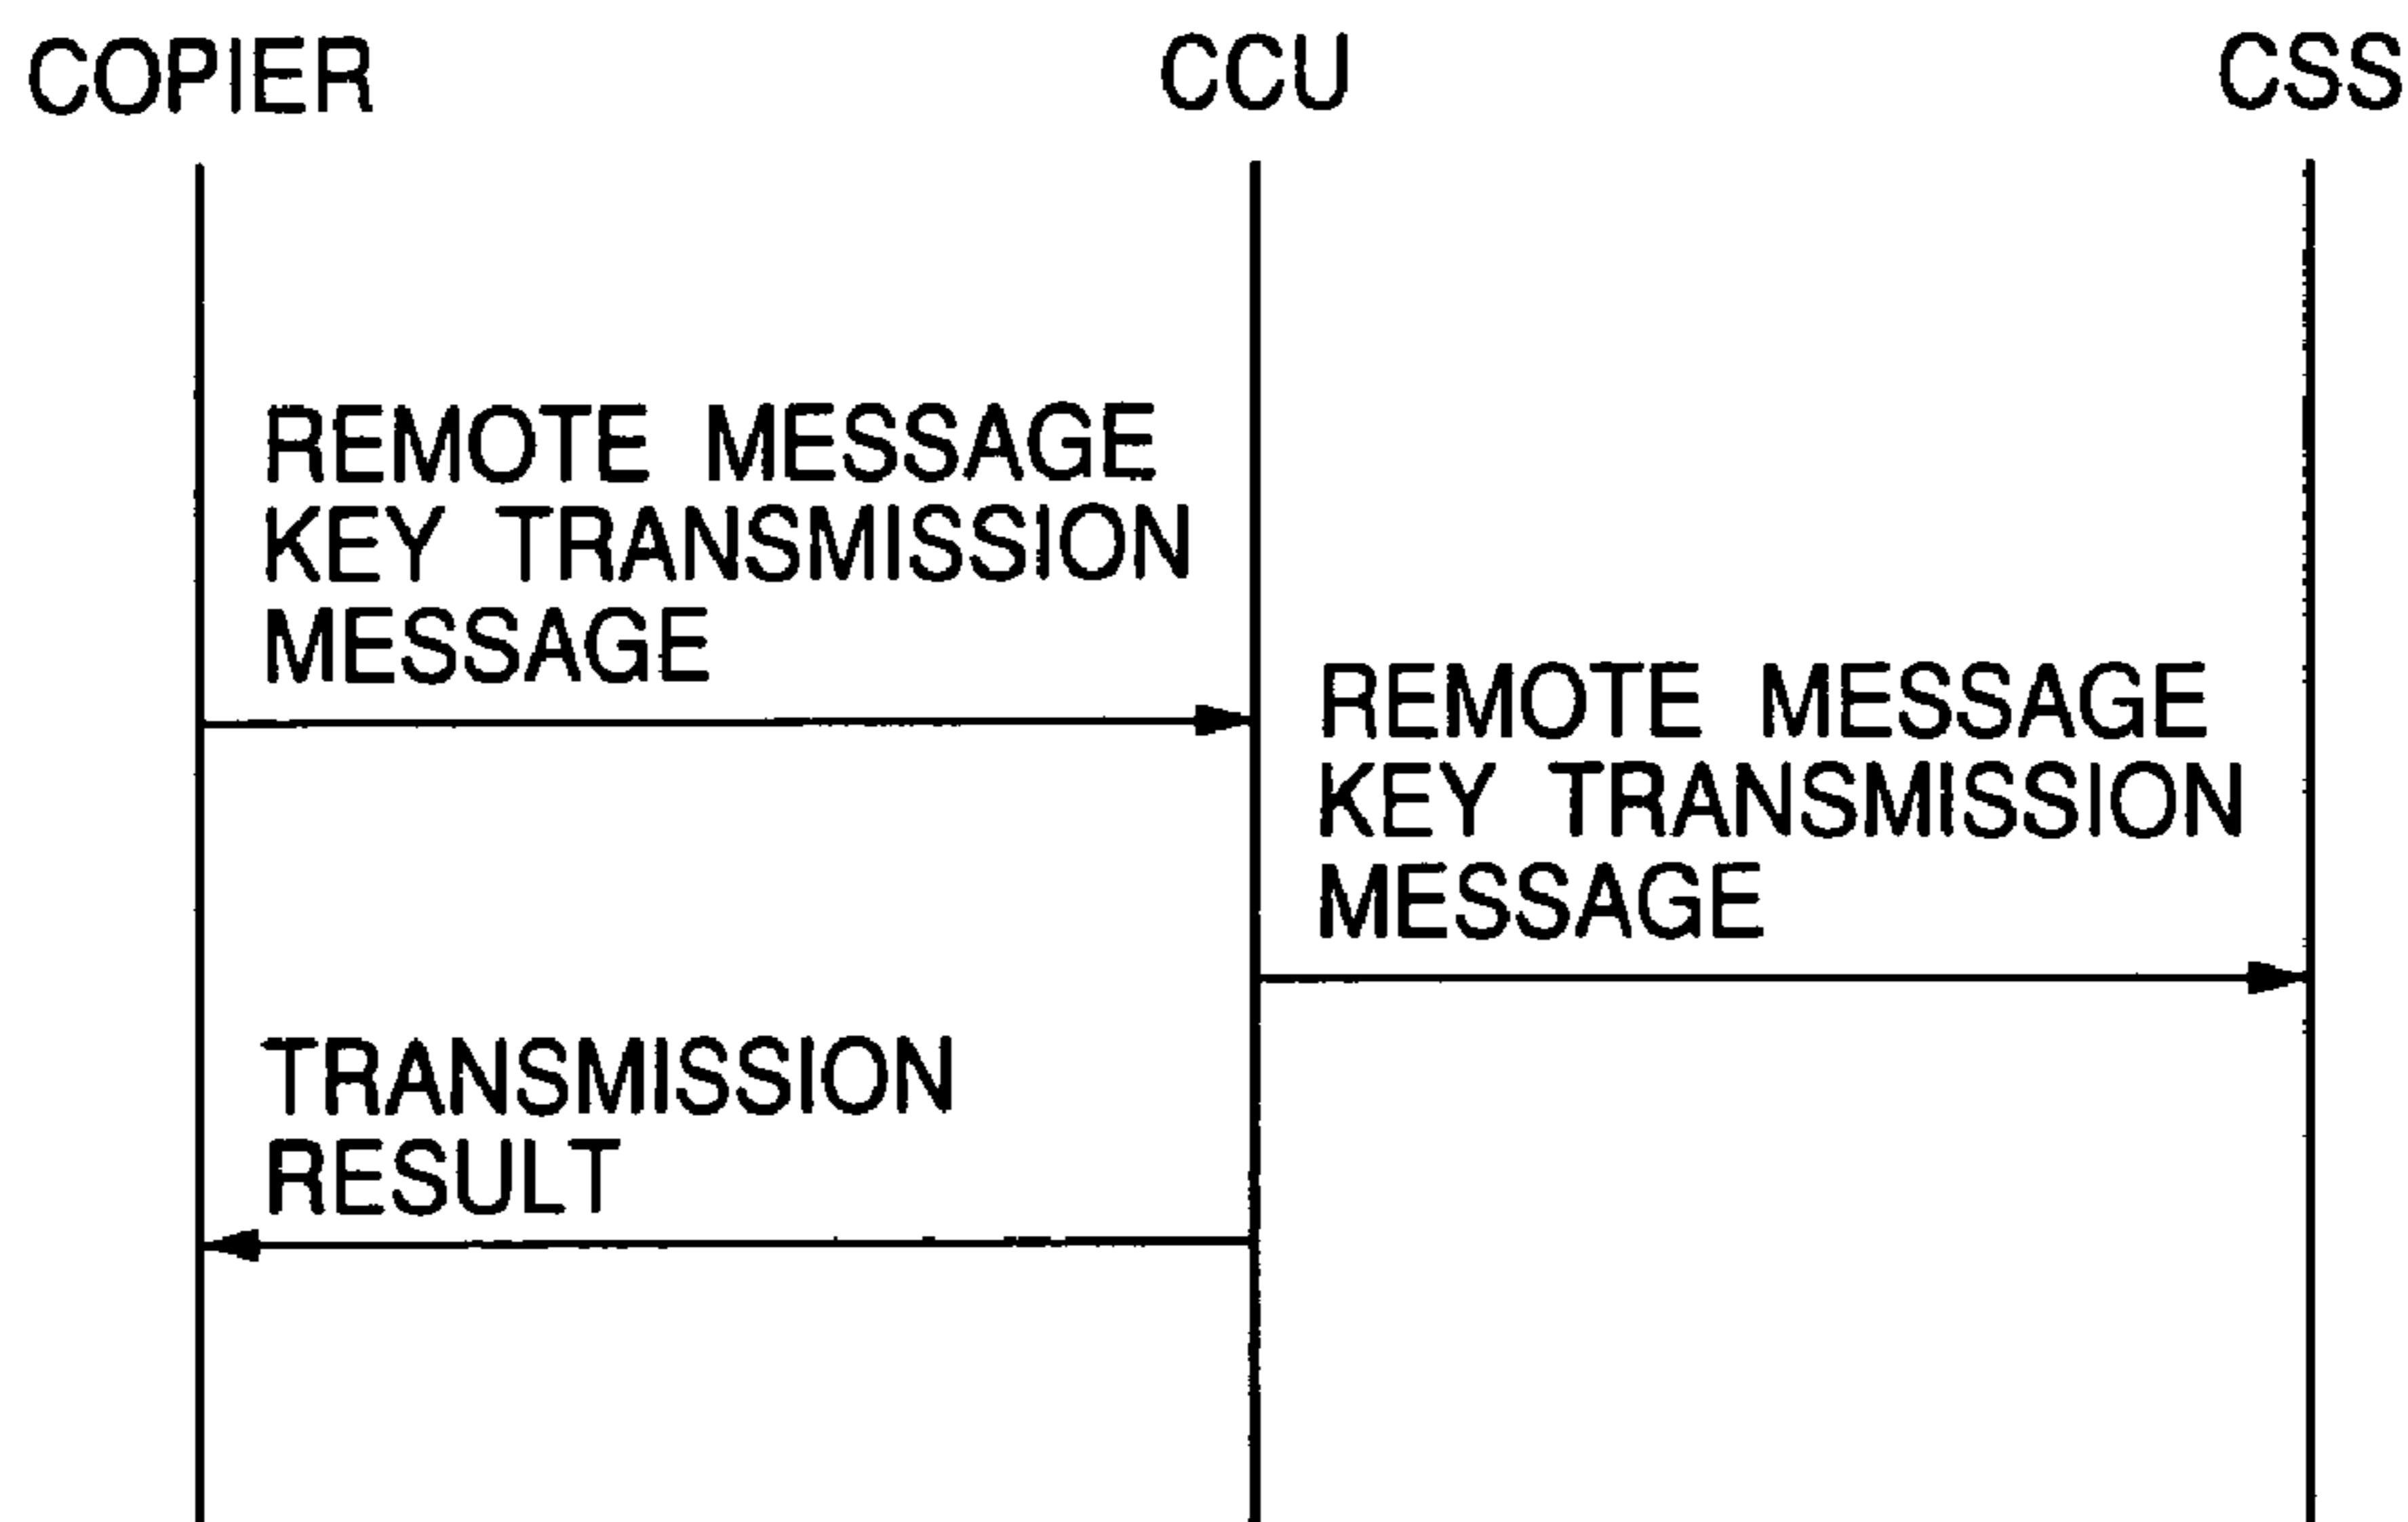 COPIER
CCU
CSS
REMOTE MESSAGE
KEY TRANSMISSION
MESSAGE
REMOTE MESSAGE
KEY TRANSMISSION
MESSAGE
TRANSMISSION
RESULT